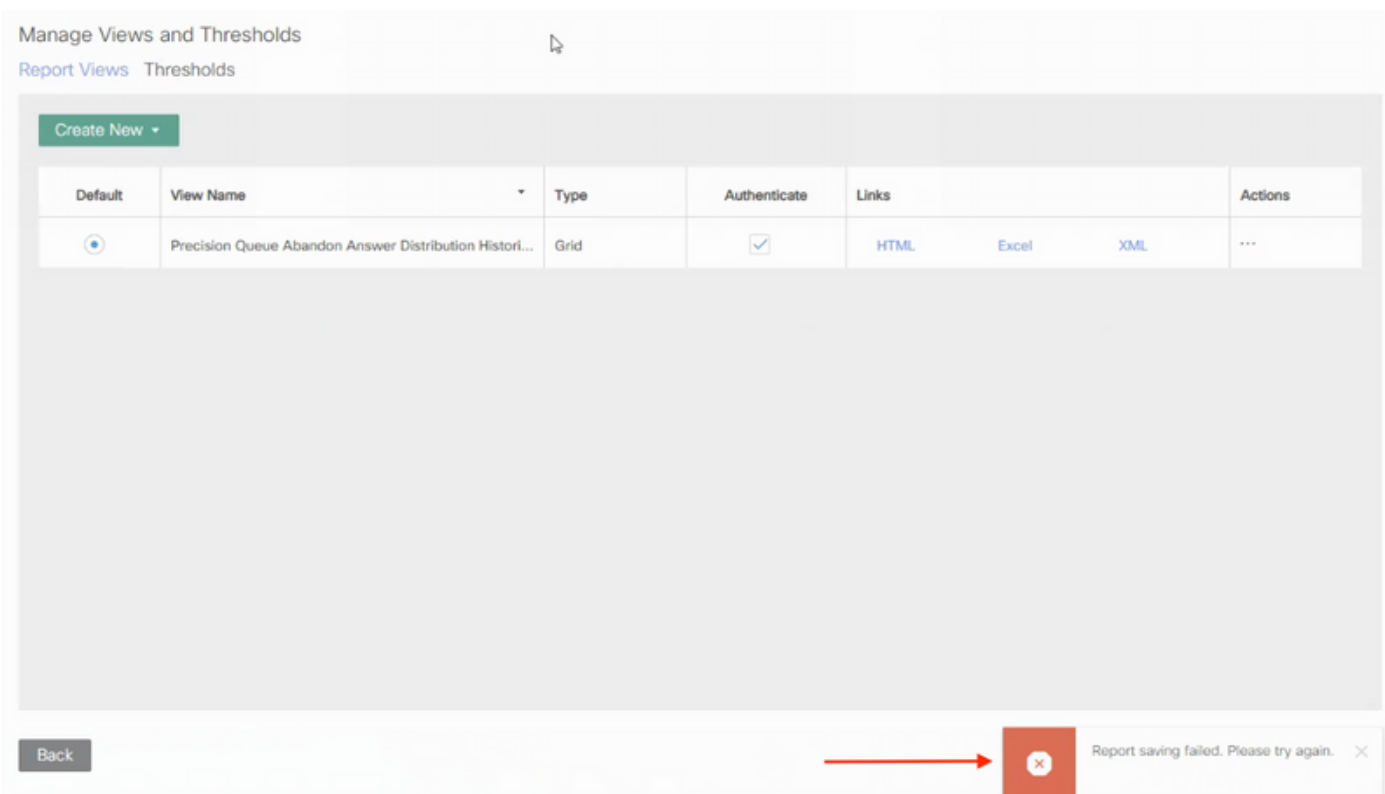 Manage Views and Thresholds
Report Views Thresholds
Create New
Default View Name Type Authenticate Links Actions
Precision Queue Abandon Answer Distribution Histori... Grid HTML Excel XML ...
Back
Report saving failed. Please try again.